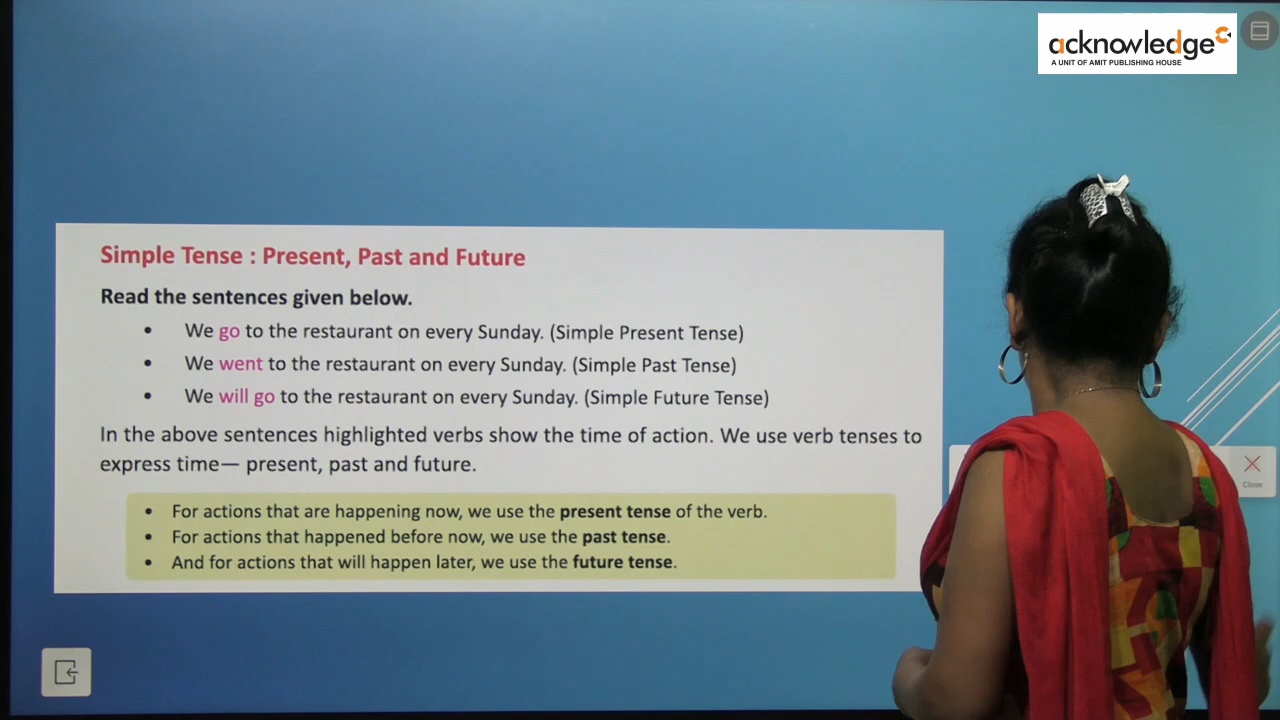 acknowledge
A UNIT OF AMIT PUBLISHING HOUSE
Simple Tense : Present, Past and Future
Read the sentences given below.
• We go to the restaurant on every Sunday. (Simple Present Tense)
• We went to the restaurant on every Sunday. (Simple Past Tense)
• We will go to the restaurant on every Sunday. (Simple Future Tense)
In the above sentences highlighted verbs show the time of action. We use verb tenses to
express time— present, past and future.
Close
• For actions that are happening now, we use the present tense of the verb.
• For actions that happened before now, we use the past tense.
• And for actions that will happen later, we use the future tense.